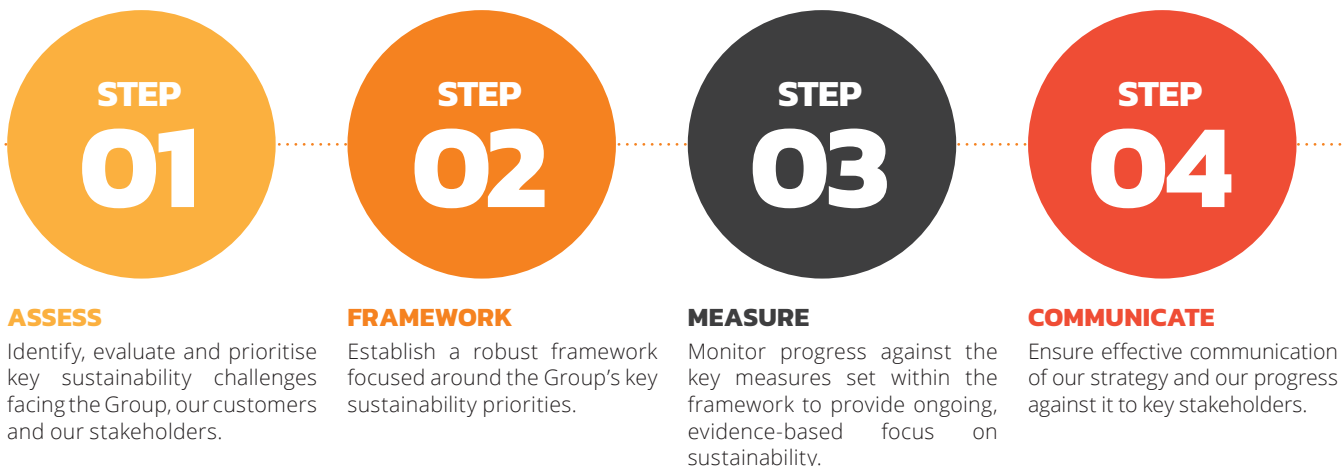 STEP
01
ASSESS
Identify, evaluate and prioritise
key sustainability challenges
facing the Group, our customers
and our stakeholders.
STEP
02
FRAMEWORK
Establish a robust framework
focused around the Group’s key
sustainability priorities.
STEP
03
MEASURE
Monitor progress against the
key measures set within the
framework to provide ongoing,
evidence-based focus on
sustainability.
STEP
04
COMMUNICATE
Ensure effective communication
of our strategy and our progress
against it to key stakeholders.